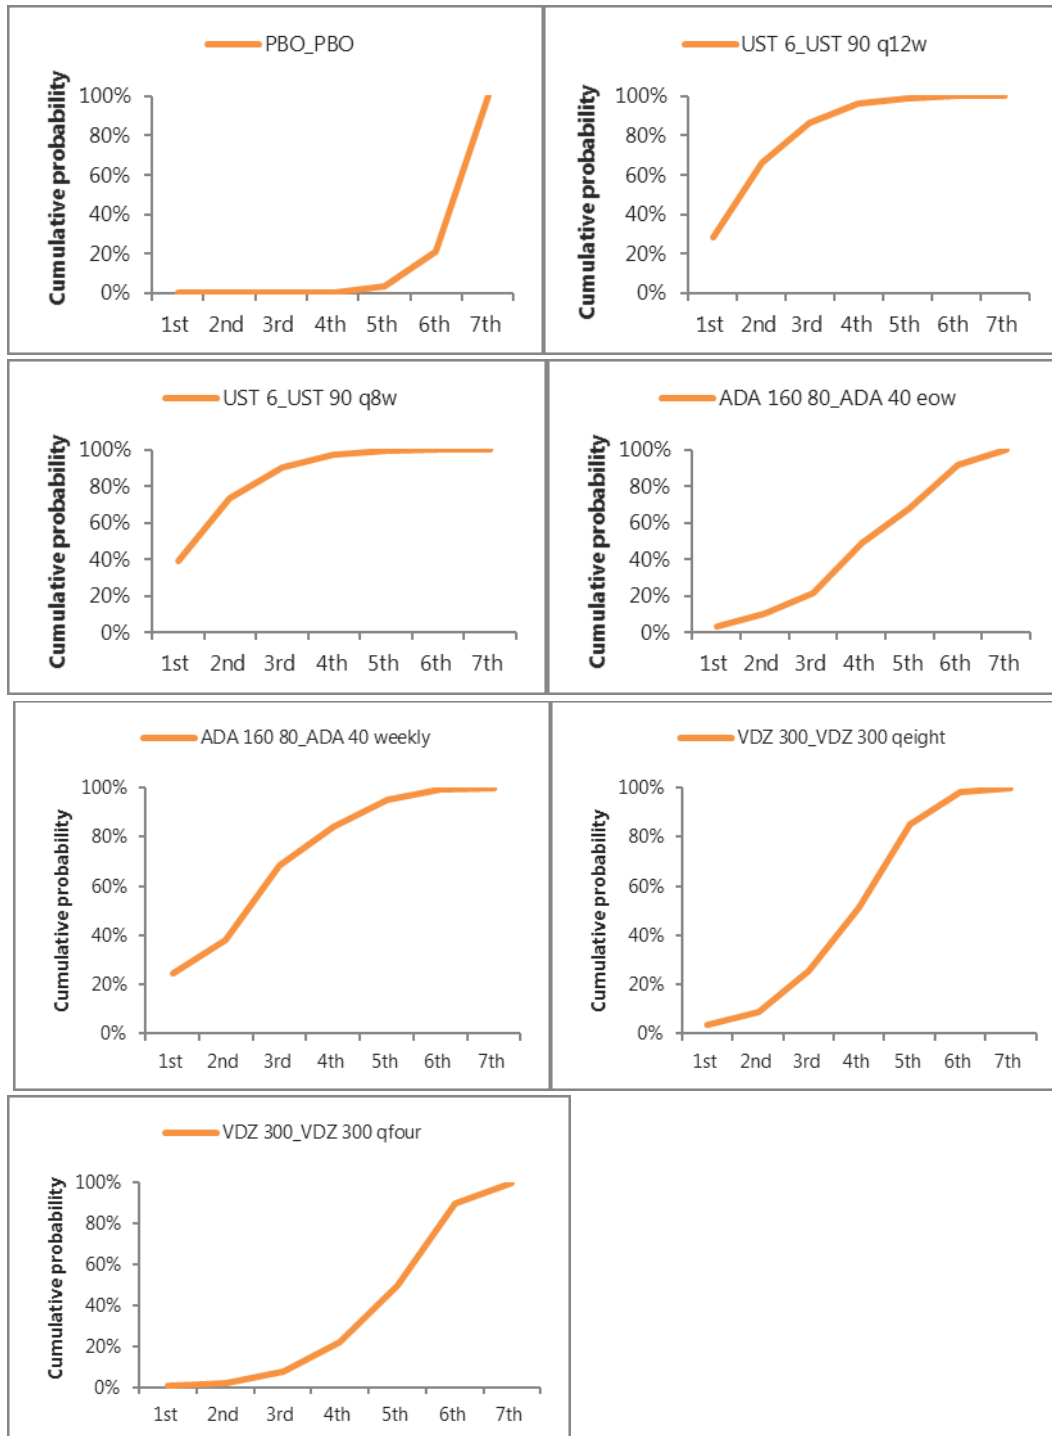 PBO_PBO
Cumulative probability
100%
80%
60%
40%
20%
0%
1st 2nd 3rd 4th 5th 6th 7th
UST 6_UST 90 q12w
Cumulative probability
100%
80%
60%
40%
20%
0%
1st 2nd 3rd 4th 5th 6th 7th
UST 6_UST 90 q8w
Cumulative probability
100%
80%
60%
40%
20%
0%
1st 2nd 3rd 4th 5th 6th 7th
ADA 160 80_ADA 40 eow
Cumulative probability
100%
80%
60%
40%
20%
0%
1st 2nd 3rd 4th 5th 6th 7th
ADA 160 80_ADA 40 weekly
Cumulative probability
100%
80%
60%
40%
20%
0%
1st 2nd 3rd 4th 5th 6th 7th
VDZ 300_VDZ 300 qeight
Cumulative probability
100%
80%
60%
40%
20%
0%
1st 2nd 3rd 4th 5th 6th 7th
VDZ 300_VDZ 300 qfour
Cumulative probability
100%
80%
60%
40%
20%
0%
1st 2nd 3rd 4th 5th 6th 7th